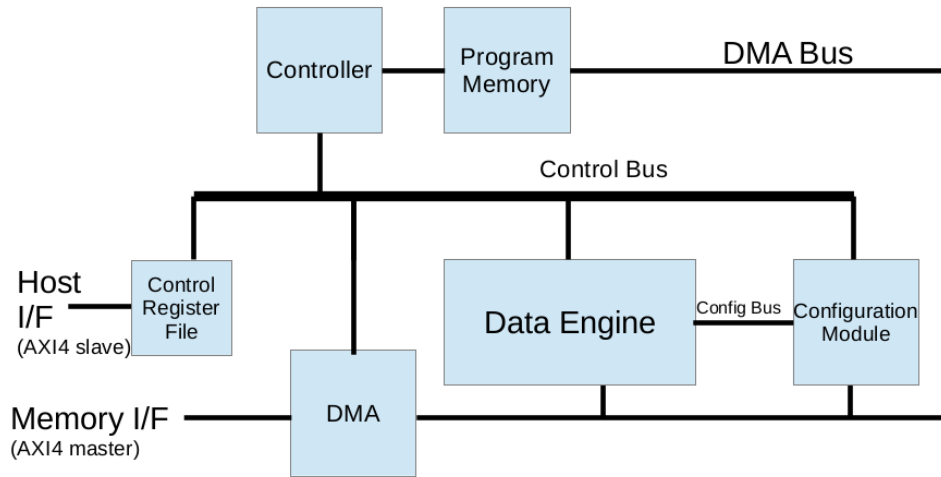 Controller
Program
Memory
DMA Bus
Control Bus
Host
I/F
(AXI4 slave)
Control
Register
File
Data Engine
Config Bus
Configuration
Module
Memory I/F
(AXI4 master)
DMA